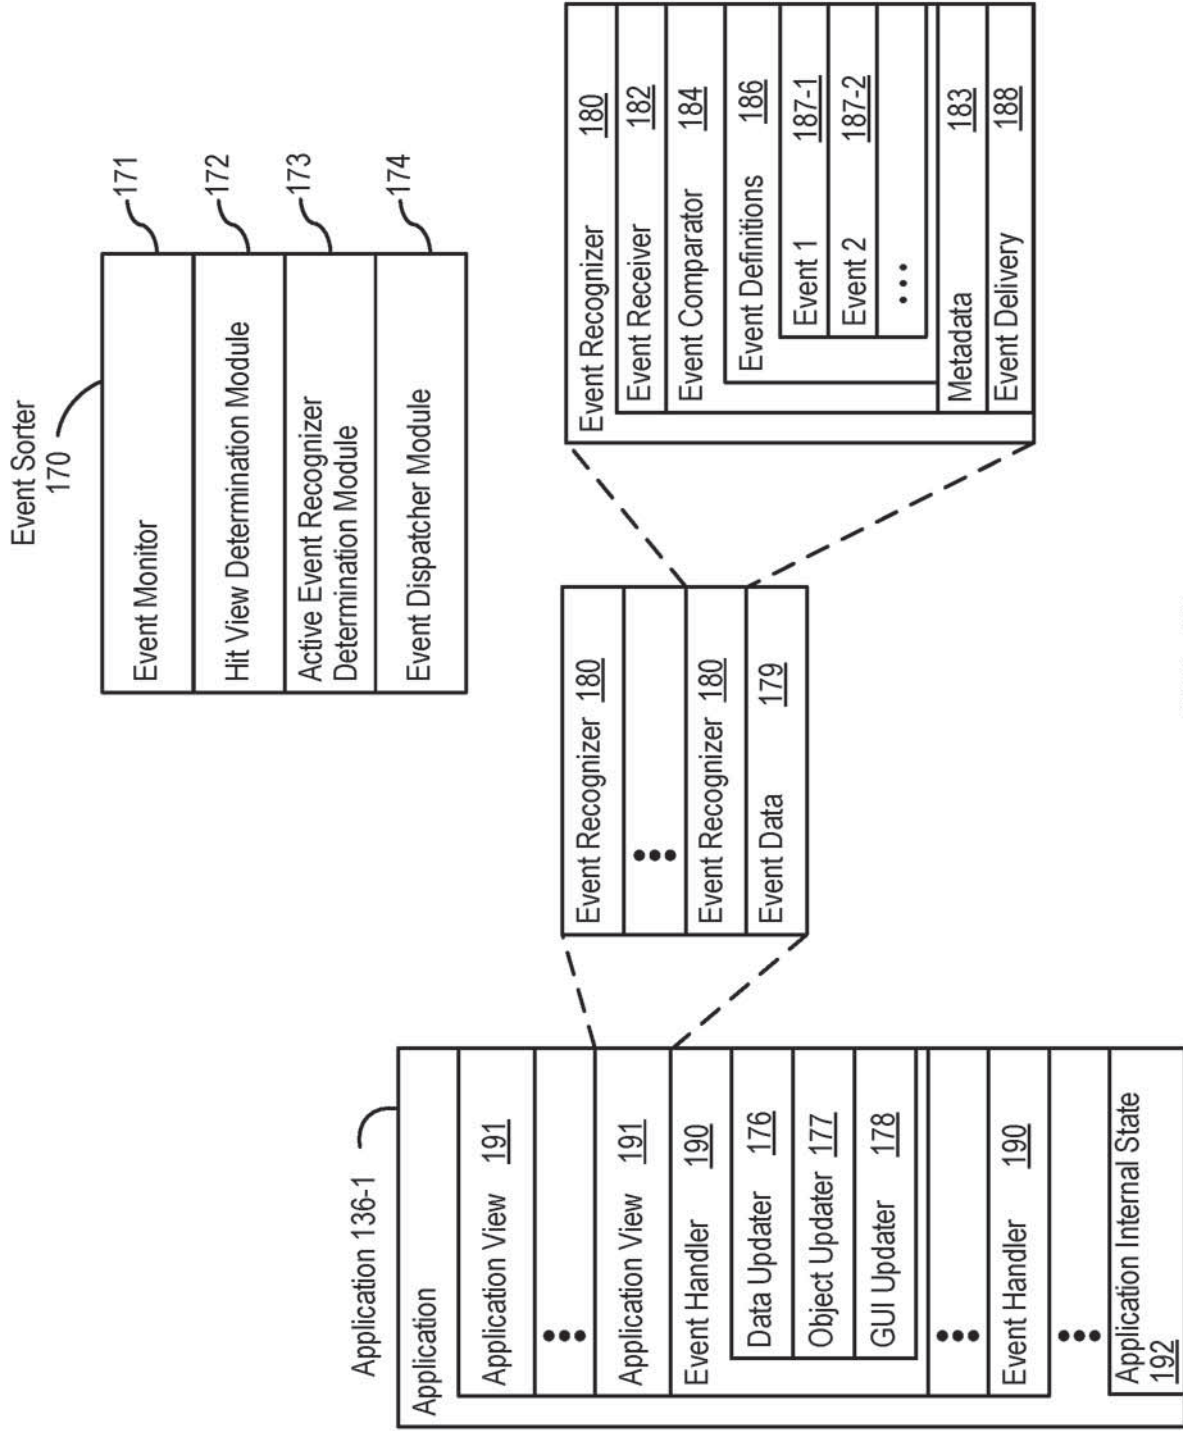 Event Sorter
170
Event Monitor
171
Hit View Determination Module
172
Active Event Recognizer
Determination Module
173
Event Dispatcher Module
174
Application 136-1
Application
Application View 191
•••
Application View 191
Event Handler 190
Data Updater 176
Object Updater 177
GUI Updater 178
•••
Event Handler 190
•••
Application Internal State
192
Event Recognizer 180
•••
Event Recognizer 180
Event Data 179
Event Recognizer 180
Event Receiver 182
Event Comparator 184
Event Definitions 186
Event 1 187-1
Event 2 187-2
•••
Metadata 183
Event Delivery 188